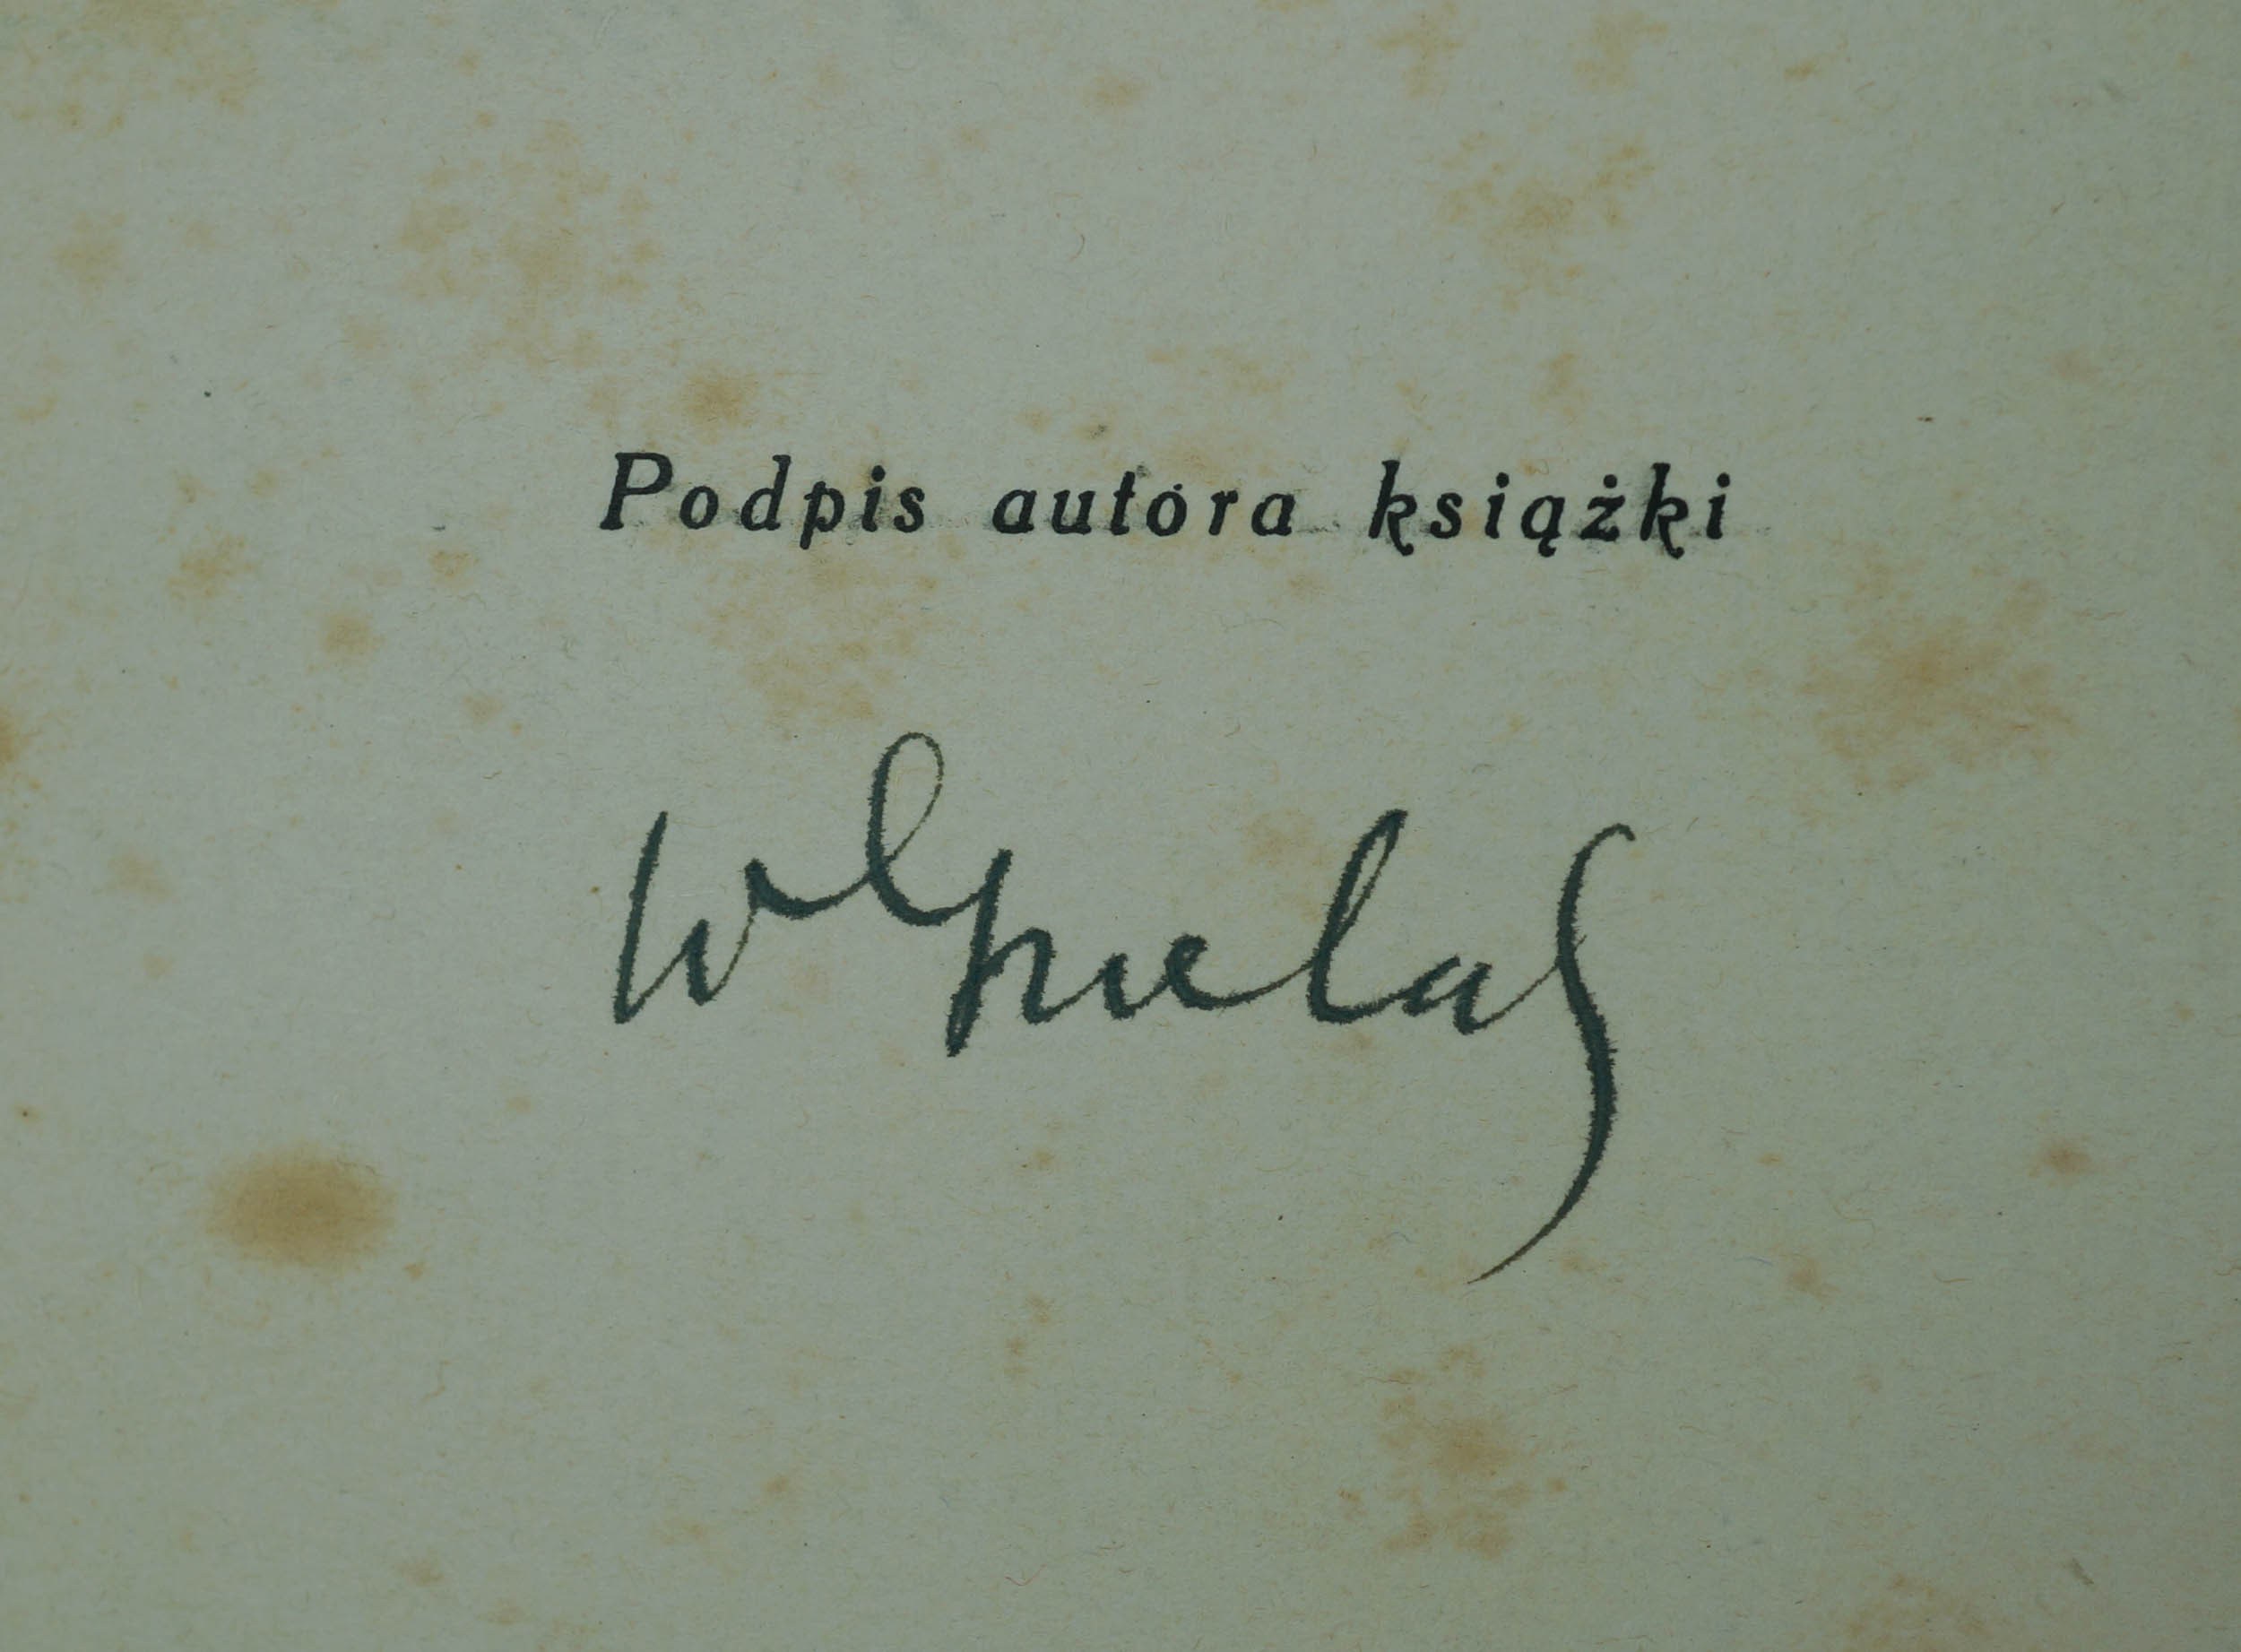 Podpis autora książki